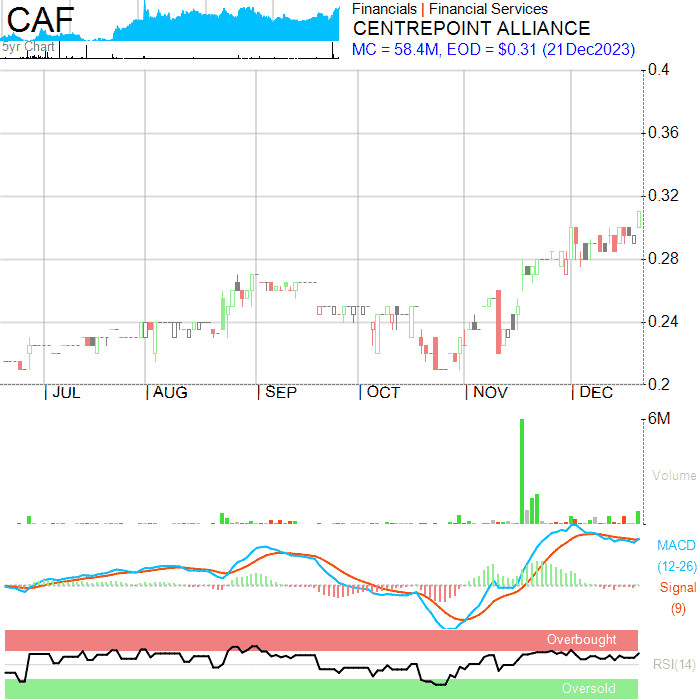 CAF
5yr Chart
Financials | Financial Services
CENTREPOINT ALLIANCE
MC = 58.4M, EOD = $0.31 (21Dec2023)
0.4
0.36
0.32
0.28
0.24
0.2
JUL AUG SEP OCT NOV DEC
6M
Volume
MACD
(12-26)
Signal
(9)
Overbought
RSI(14)
Oversold